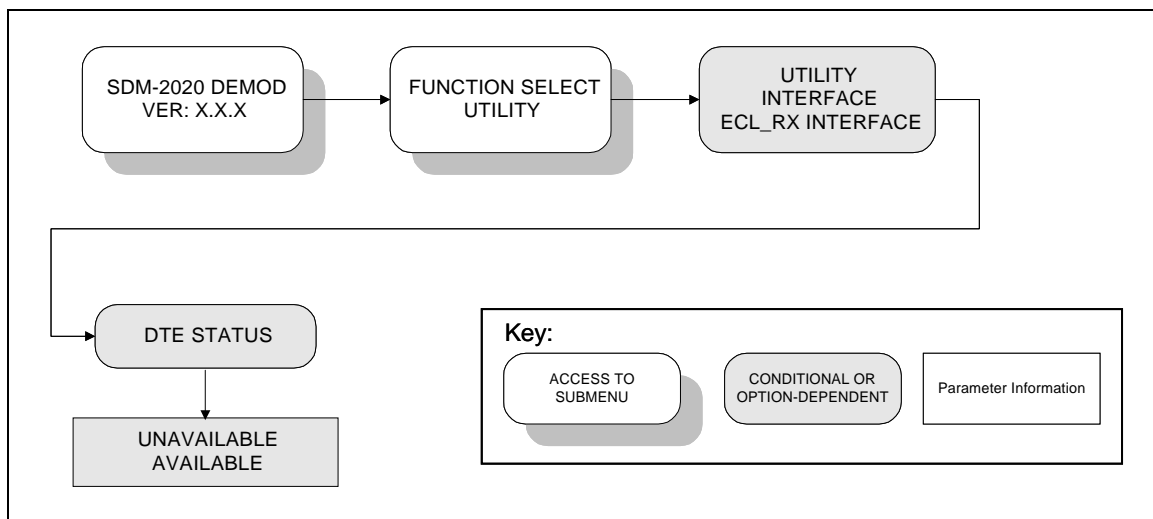 SDM-2020 DEMOD
VER: X.X.X
FUNCTION SELECT
UTILITY
UTILITY
INTERFACE
ECL_RX INTERFACE
DTE STATUS
UNAVAILABLE
AVAILABLE
Key:
ACCESS TO
SUBMENU
CONDITIONAL OR
OPTION-DEPENDENT
Parameter Information